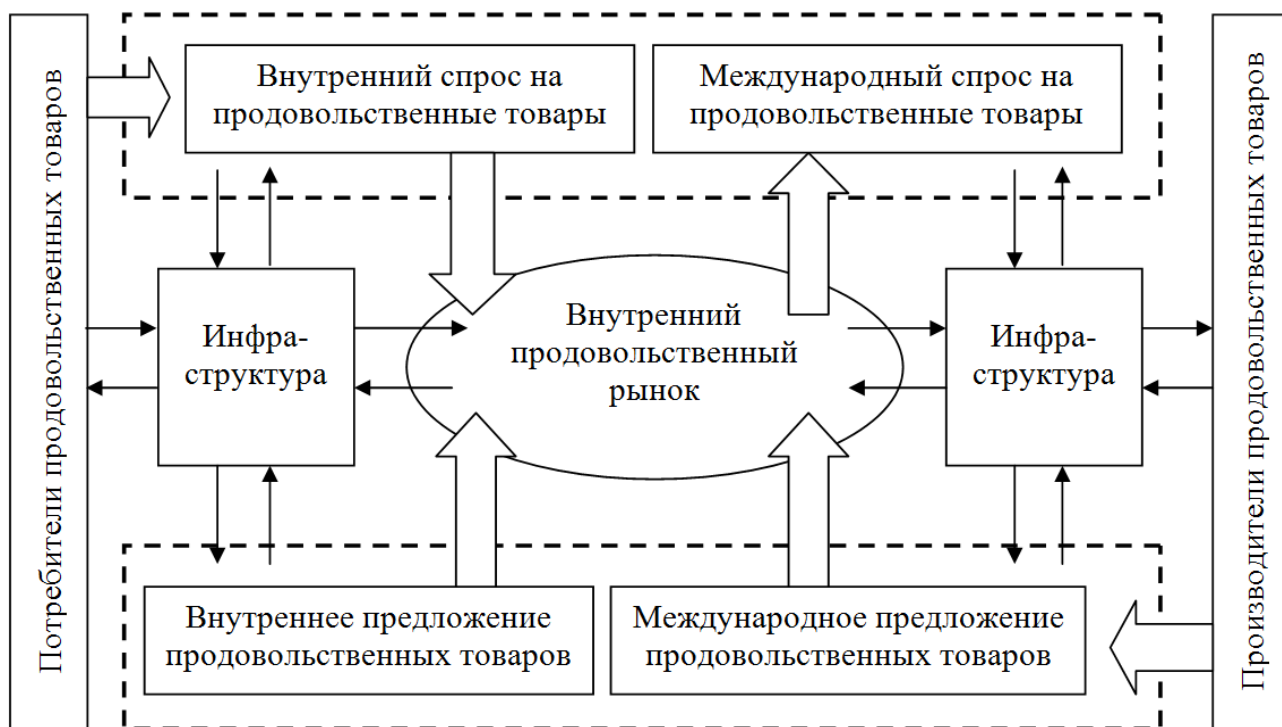 Потребители продовольственных товаров
Внутренний спрос на
продовольственные товары
Международный спрос на
продовольственные товары
Инфра-
структура
Внутренний
продовольственный
рынок
Инфра-
структура
Внутреннее предложение
продовольственных товаров
Международное предложение
продовольственных товаров
Производители продовольственных товаров